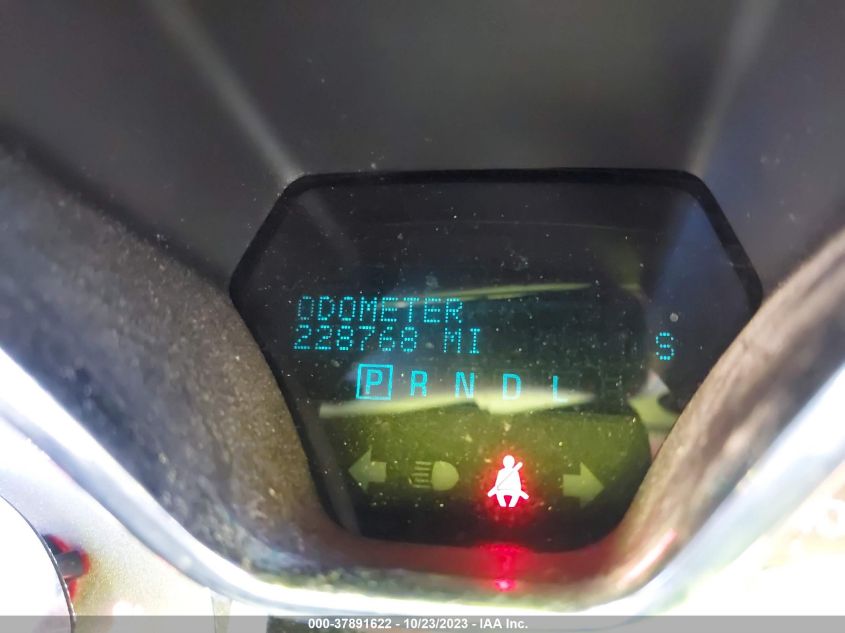 ODOMETER
228768 MI
S
P R N D L
000-37891622 - 10/23/2023 - IAA Inc.